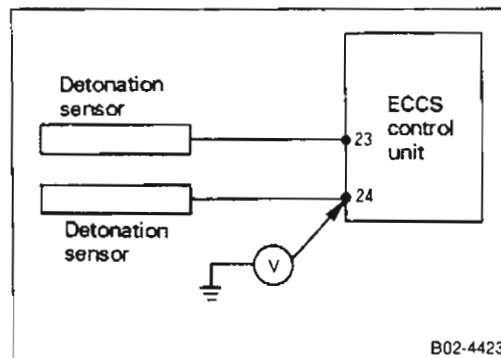 Detonation
sensor
ECCS
control
unit
23
24
Detonation
sensor
V
B02-4423